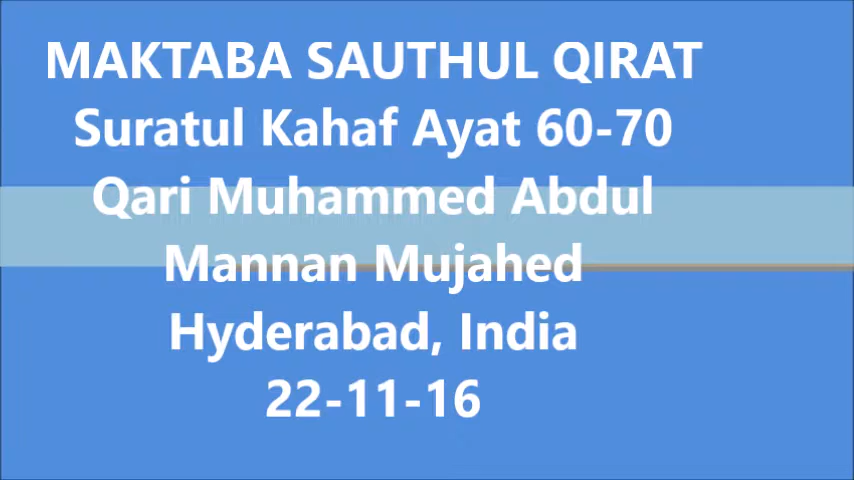 MAKTABA SAUTHUL QIRAT
Suratul Kahaf Ayat 60-70
Qari Muhammed Abdul
Mannan Mujahed
Hyderabad, India
22-11-16